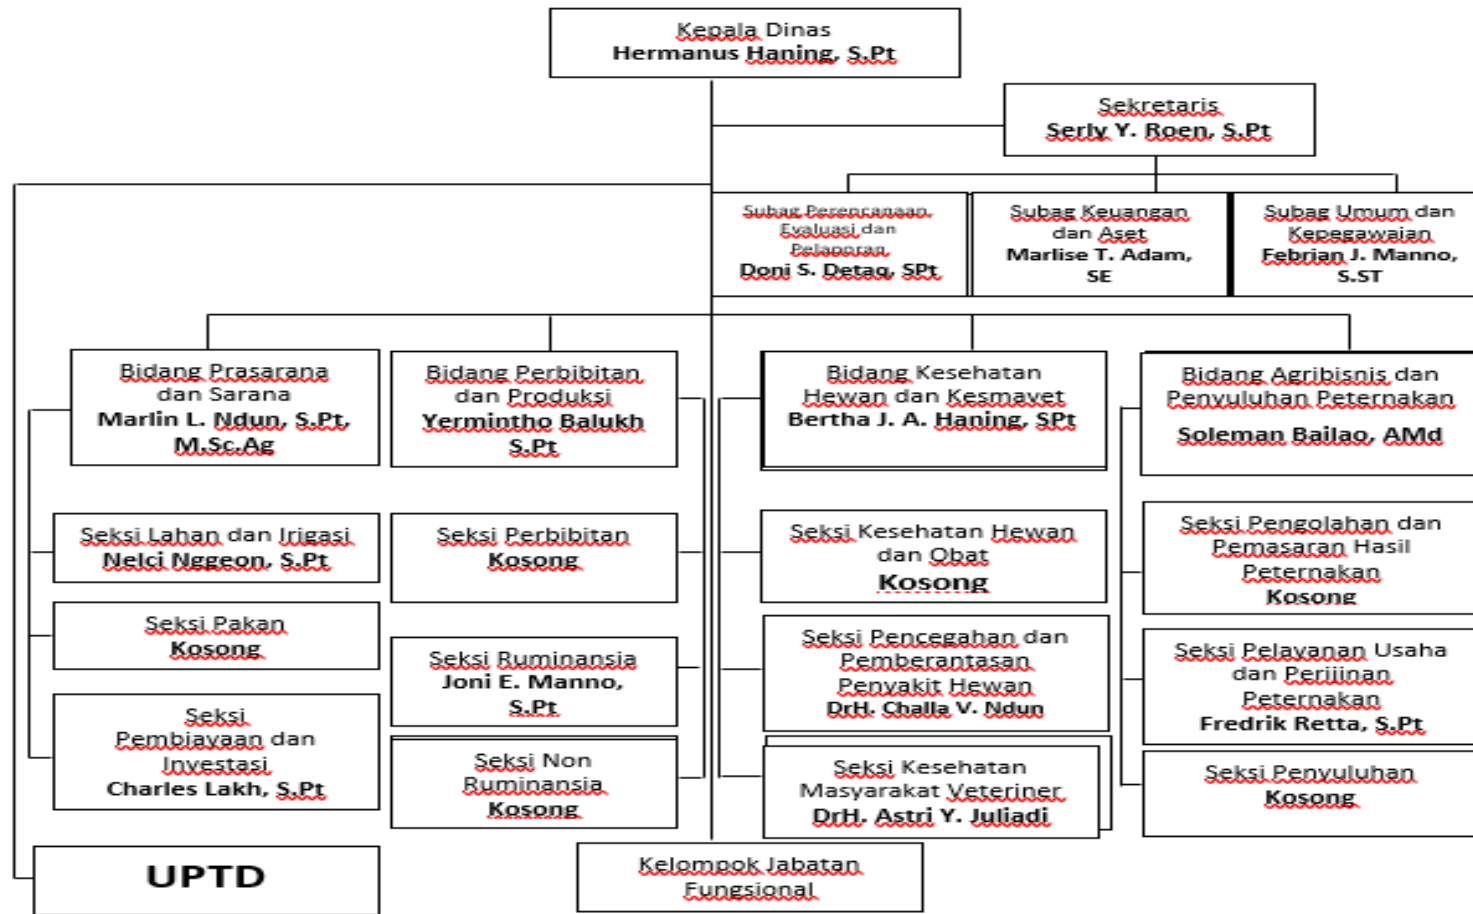 Kepala Dinas
Hermanus Haning, S.Pt
Sekretaris
Serly Y. Roen, S.Pt
Subag Perencanaan,
Evaluasi dan
Pelaporan
Doni S. Detaq, SPt
Subag Keuangan
dan Aset
Marlise T. Adam,
SE
Subag Umum dan
Kepegawaian
Febrian J. Manno,
S.ST
Bidang Prasarana
dan Sarana
Marlin L. Ndun, S.Pt,
M.Sc.Ag
Bidang Perbibitan
dan Produksi
Yermintho Balukh
S.Pt
Bidang Kesehatan
Hewan dan Kesmavet
Bertha J. A. Haning, SPt
Bidang Agribisnis dan
Penyuluhan Peternakan
Soleman Bailao, AMd
Seksi Lahan dan Irigasi
Nelci Nggeon, S.Pt
Seksi Perbibitan
Kosong
Seksi Kesehatan Hewan
dan Obat
Kosong
Seksi Pengolahan dan
Pemasaran Hasil
Peternakan
Kosong
Seksi Pakan
Kosong
Seksi Ruminansia
Joni E. Manno,
S.Pt
Seksi Pencegahan dan
Pemberantasan
Penyakit Hewan
DrH. Challa V. Ndun
Seksi Pelayanan Usaha
dan Perijinan
Peternakan
Fredrik Retta, S.Pt
Seksi
Pembiayaan dan
Investasi
Charles Lakh, S.Pt
Seksi Non
Ruminansia
Kosong
Seksi Kesehatan
Masyarakat Veteriner
DrH. Astri Y. Juliadi
Seksi Penyuluhan
Kosong
UPTD
Kelompok Jabatan
Fungsional